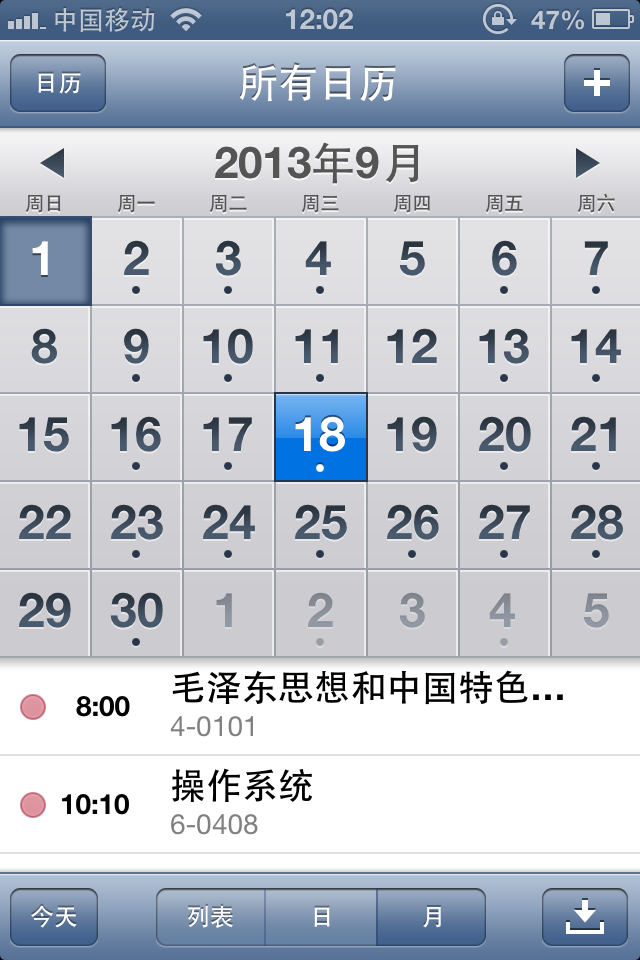 中国移动 12:02 47%
日历 所有日历 +
2013年9月
周日 周一 周二 周三 周四 周五 周六
1 2 3 4 5 6 7
8 9 10 11 12 13 14
15 16 17 18 19 20 21
22 23 24 25 26 27 28
29 30 1 2 3 4 5
8:00 毛泽东思想和中国特色...
4-0101
10:10 操作系统
6-0408
今天 列表 日 月